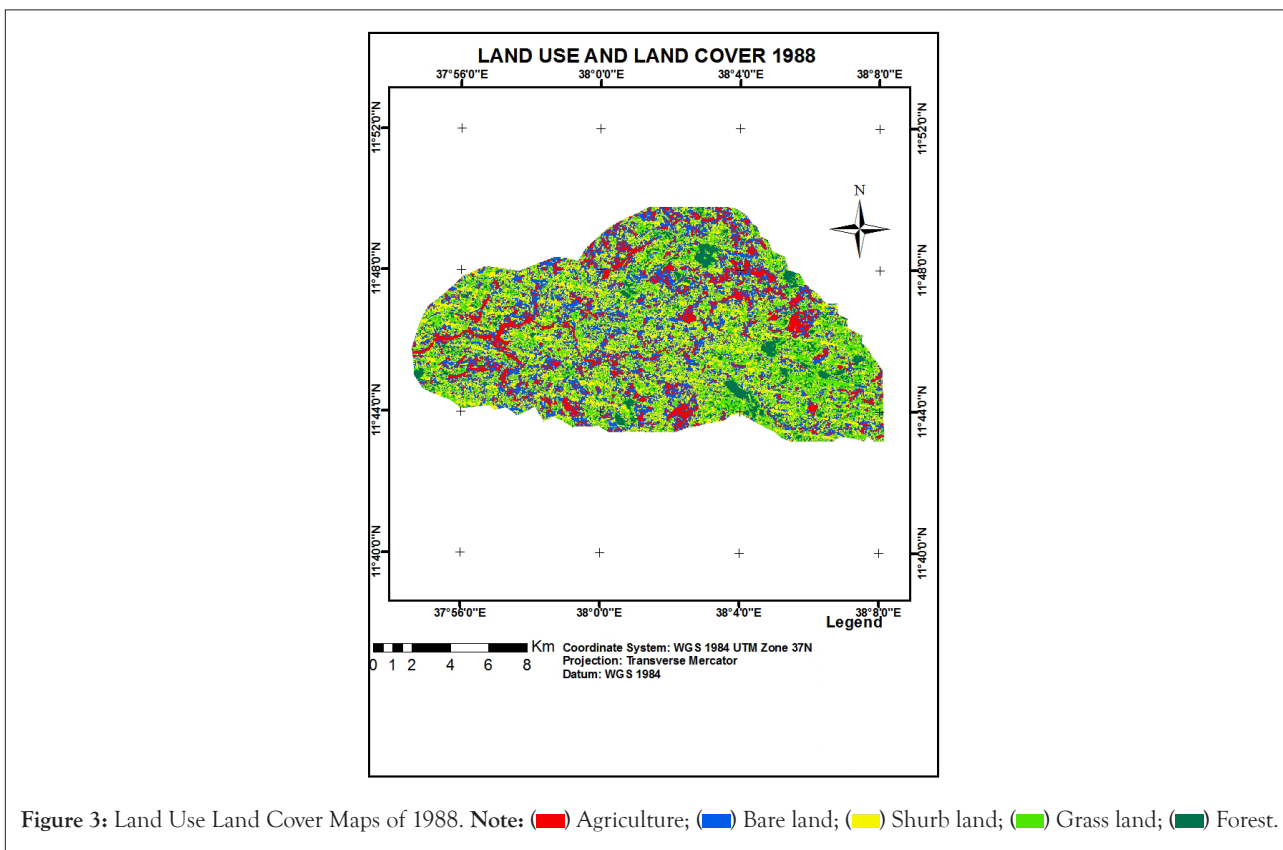 LAND USE AND LAND COVER 1988
37°56'0"E 38°0'0"E 38°4'0"E 38°8'0"E
11°52'0"N 11°52'0"N
N
11°48'0"N 11°48'0"N
11°44'0"N 11°44'0"N
11°40'0"N 11°40'0"N
37°56'0"E 38°0'0"E 38°4'0"E 38°8'0"E
Legend
Km
0 1 2 4 6 8
Coordinate System: WGS 1984 UTM Zone 37N
Projection: Transverse Mercator
Datum: WGS 1984
Figure 3: Land Use Land Cover Maps of 1988. Note: ( ) Agriculture; ( ) Bare land; ( ) Shurb land; ( ) Grass land; ( ) Forest.